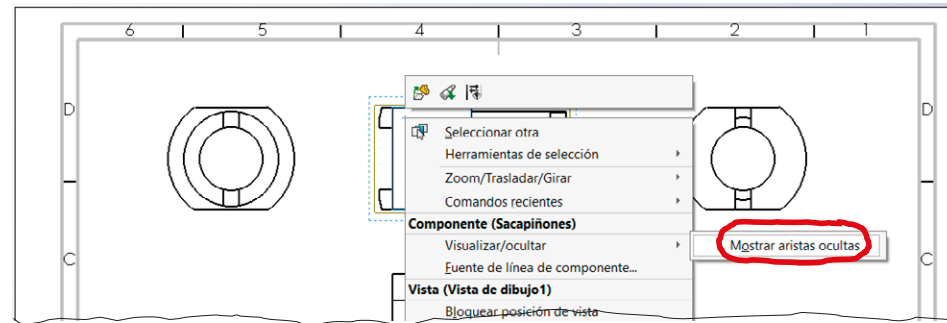 6 5 4 3 2 1
D D
Seleccionar otra
Herramientas de selección
Zoom/Trasladar/Girar
Comandos recientes
Componente (Sacapiñones)
Visualizar/ocultar
Mostrar aristas ocultas
C C
Fuente de línea de componente...
Vista (Vista de dibujo1)
Bloquear posición de vista